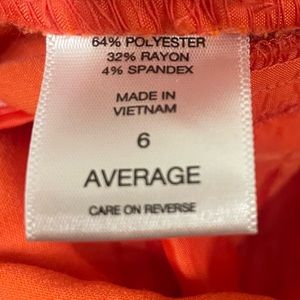 64% POLYESTER
32% RAYON
4% SPANDEX
MADE IN
VIETNAM
6
AVERAGE
CARE ON REVERSE